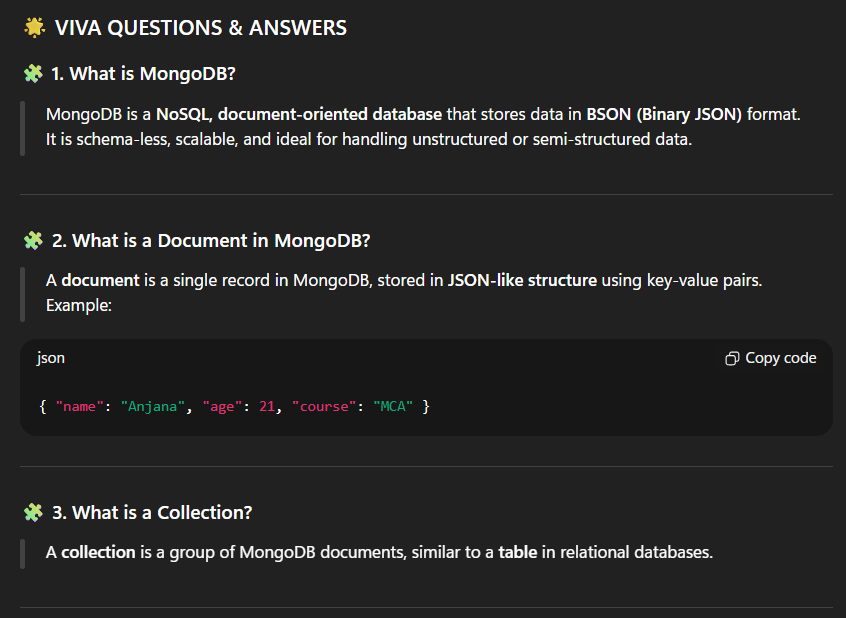 🌟 VIVA QUESTIONS & ANSWERS
🧩 1. What is MongoDB?
MongoDB is a NoSQL, document-oriented database that stores data in BSON (Binary JSON) format.
It is schema-less, scalable, and ideal for handling unstructured or semi-structured data.
🧩 2. What is a Document in MongoDB?
A document is a single record in MongoDB, stored in JSON-like structure using key-value pairs.
Example:
json Copy code
{ "name": "Anjana", "age": 21, "course": "MCA" }
🧩 3. What is a Collection?
A collection is a group of MongoDB documents, similar to a table in relational databases.